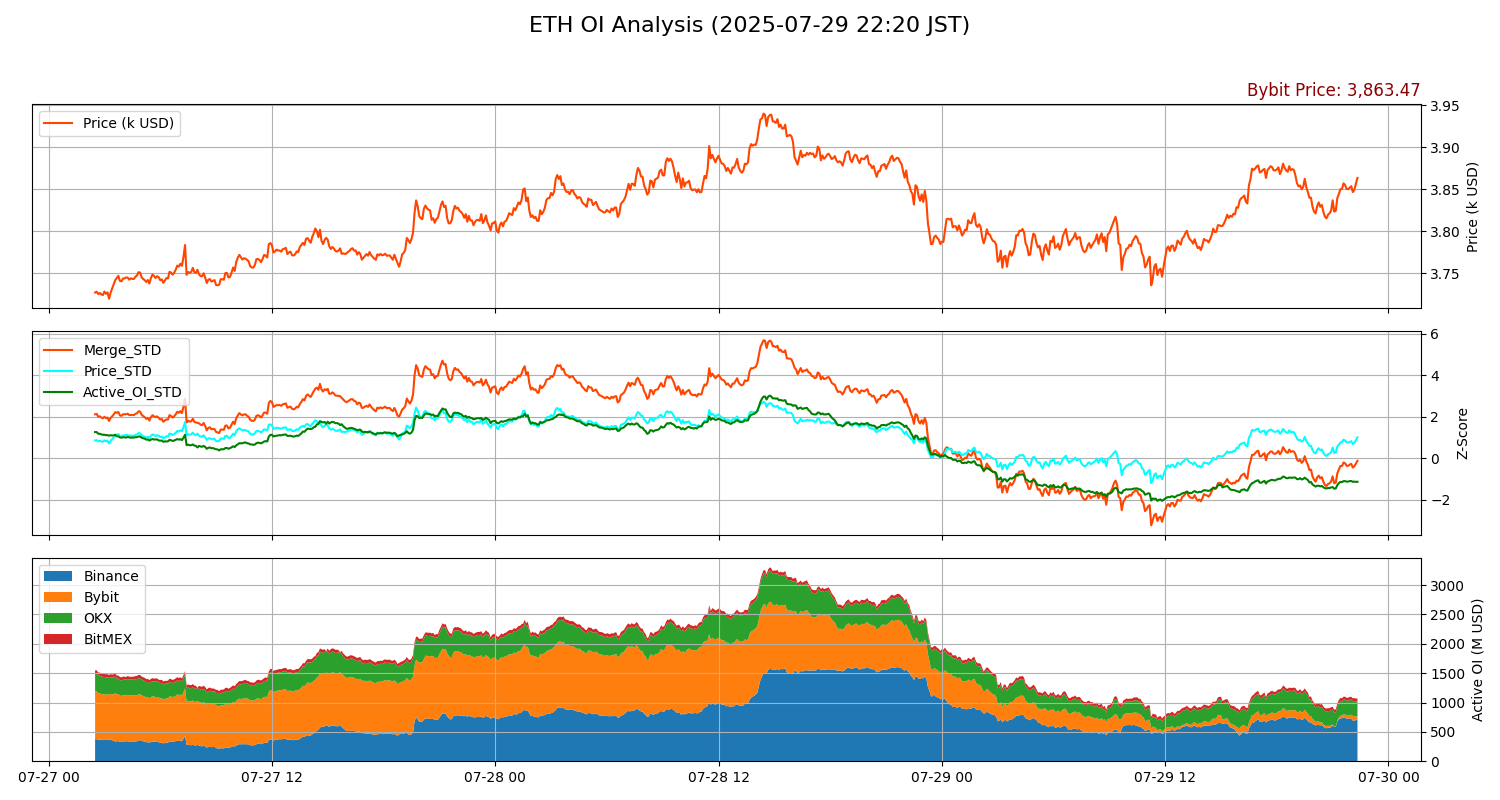 ETH OI Analysis (2025-07-29 22:20 JST)
Bybit Price: 3,863.47
Price (k USD)
3.95
3.90
3.85
3.80
3.75
Price (k USD)
Merge_STD
Price_STD
Active_OI_STD
6
4
2
0
−2
Z-Score
Binance
Bybit
OKX
BitMEX
3000
2500
2000
1500
1000
500
0
Active OI (M USD)
07-27 00
07-27 12
07-28 00
07-28 12
07-29 00
07-29 12
07-30 00